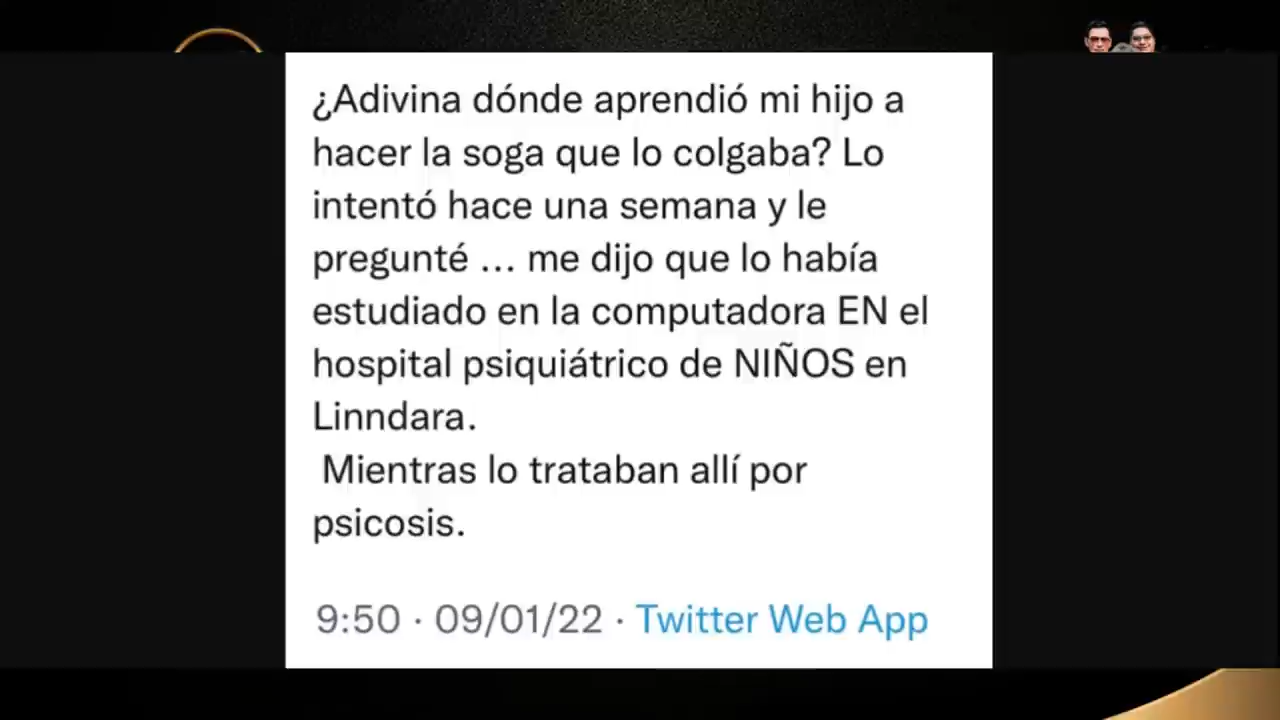 ¿Adivina dónde aprendió mi hijo a
hacer la soga que lo colgaba? Lo
intentó hace una semana y le
pregunté ... me dijo que lo había
estudiado en la computadora EN el
hospital psiquiátrico de NIÑOS en
Linndara.
Mientras lo trataban allí por
psicosis.
9:50 · 09/01/22 · Twitter Web App